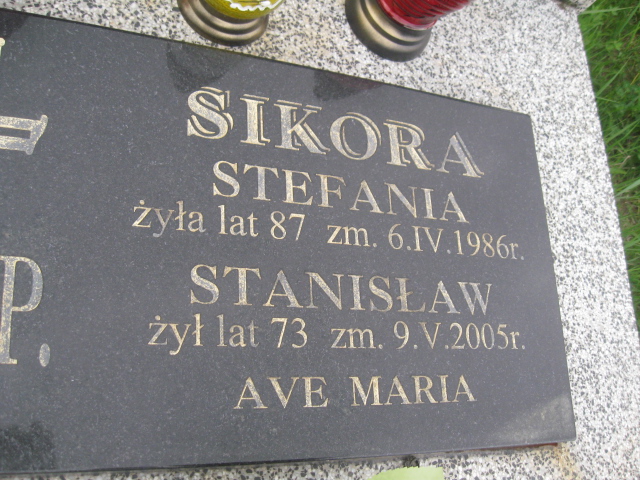 SIKORA
STEFANIA
żyła lat 87 zm. 6.IV.1986r.
STANISŁAW
żył lat 73 zm. 9.V.2005r.
AVE MARIA
P.